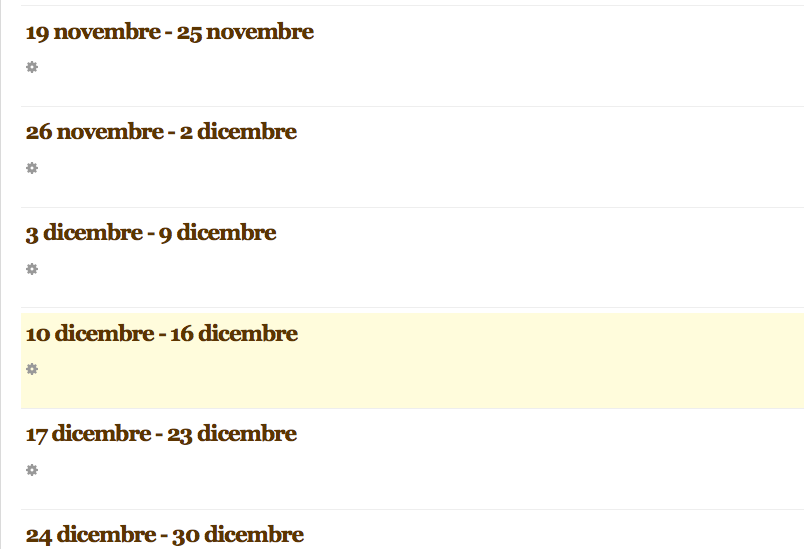 19 novembre - 25 novembre
26 novembre - 2 dicembre
3 dicembre - 9 dicembre
10 dicembre - 16 dicembre
17 dicembre - 23 dicembre
24 dicembre - 30 dicembre